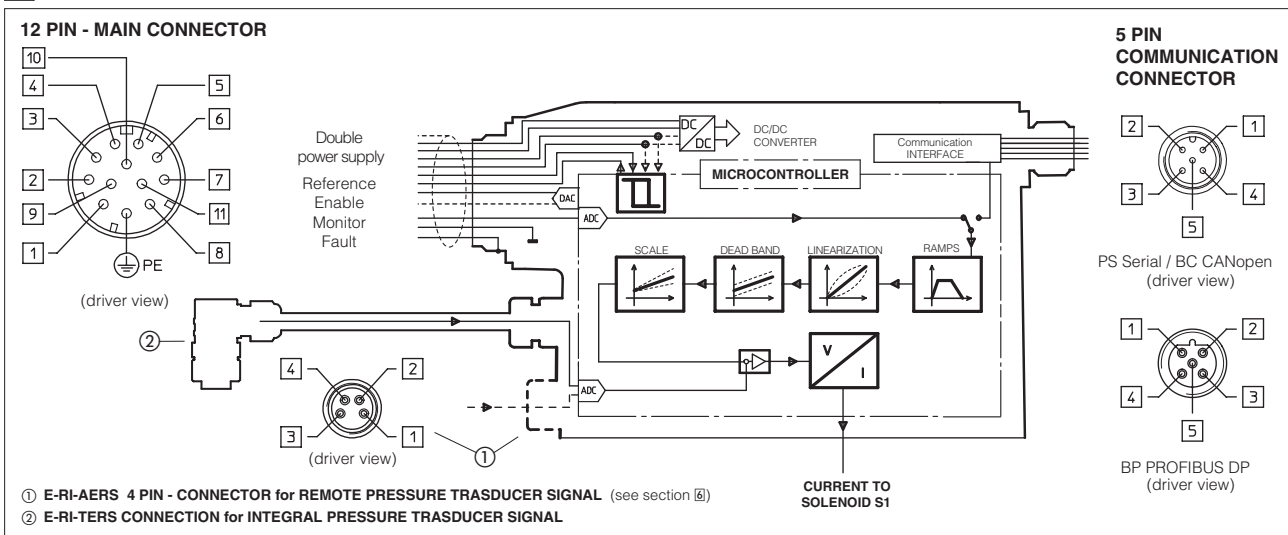 12 PIN - MAIN CONNECTOR
10
4
5
3
6
2
7
9
11
1
8
PE
(driver view)
Double
power supply
Reference
Enable
Monitor
Fault
DC
DC
DC/DC
CONVERTER
Communication
INTERFACE
MICROCONTROLLER
DAC
ADC
SCALE
DEAD BAND
LINEARIZATION
RAMPS
V
I
ADC
CURRENT TO
SOLENOID S1
②
4
2
3
1
(driver view)
①
① E-RI-AERS 4 PIN - CONNECTOR for REMOTE PRESSURE TRASDUCER SIGNAL (see section 6)
② E-RI-TERS CONNECTION for INTEGRAL PRESSURE TRASDUCER SIGNAL
5 PIN
COMMUNICATION
CONNECTOR
2
1
3
4
5
PS Serial / BC CANopen
(driver view)
1
2
4
3
5
BP PROFIBUS DP
(driver view)